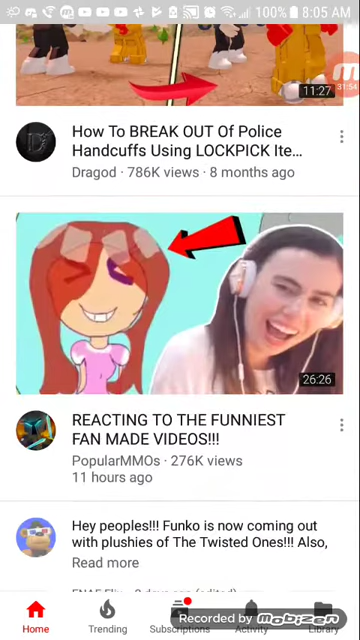 100% 8:05 AM
31:54
11:27
How To BREAK OUT Of Police
Handcuffs Using LOCKPICK Ite...
Dragod · 786K views · 8 months ago
26:26
REACTING TO THE FUNNIEST
FAN MADE VIDEOS!!!
PopularMMOs · 276K views
11 hours ago
Hey peoples!!! Funko is now coming out
with plushies of The Twisted Ones!!! Also,
Read more
Home
Trending
Subscriptions
Activity
Library
Recorded by mobizen